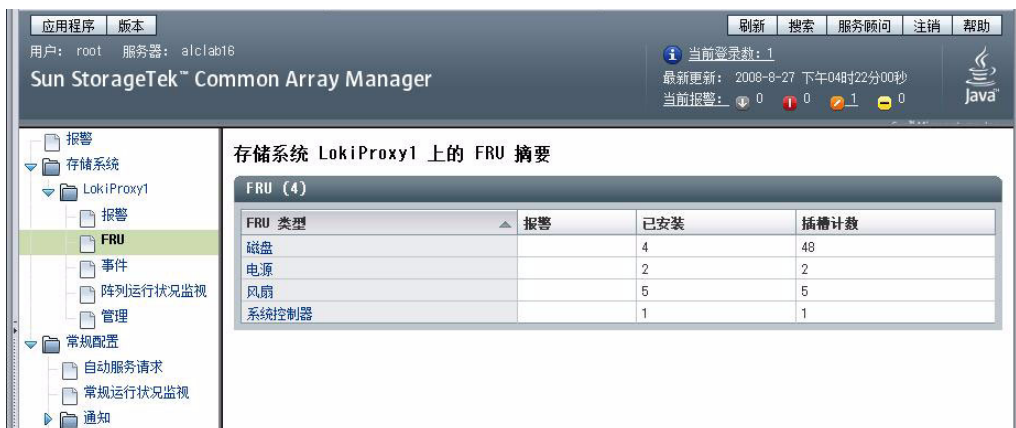 应用程序 版本 刷新 搜索 服务顾问 注销 帮助
用户: root 服务器: alclab16
当前登录数: 1
Sun StorageTek™ Common Array Manager
最新更新: 2008-8-27 下午04时22分00秒
当前报警: 0 0 1 0
Java™
报警
存储系统
LokiProxy1
报警
FRU
事件
阵列运行状况监视
管理
常规配置
自动服务请求
常规运行状况监视
通知
存储系统 LokiProxy1 上的 FRU 摘要
FRU (4)
FRU 类型 报警 已安装 插槽计数
磁盘 4 48
电源 2 2
风扇 5 5
系统控制器 1 1